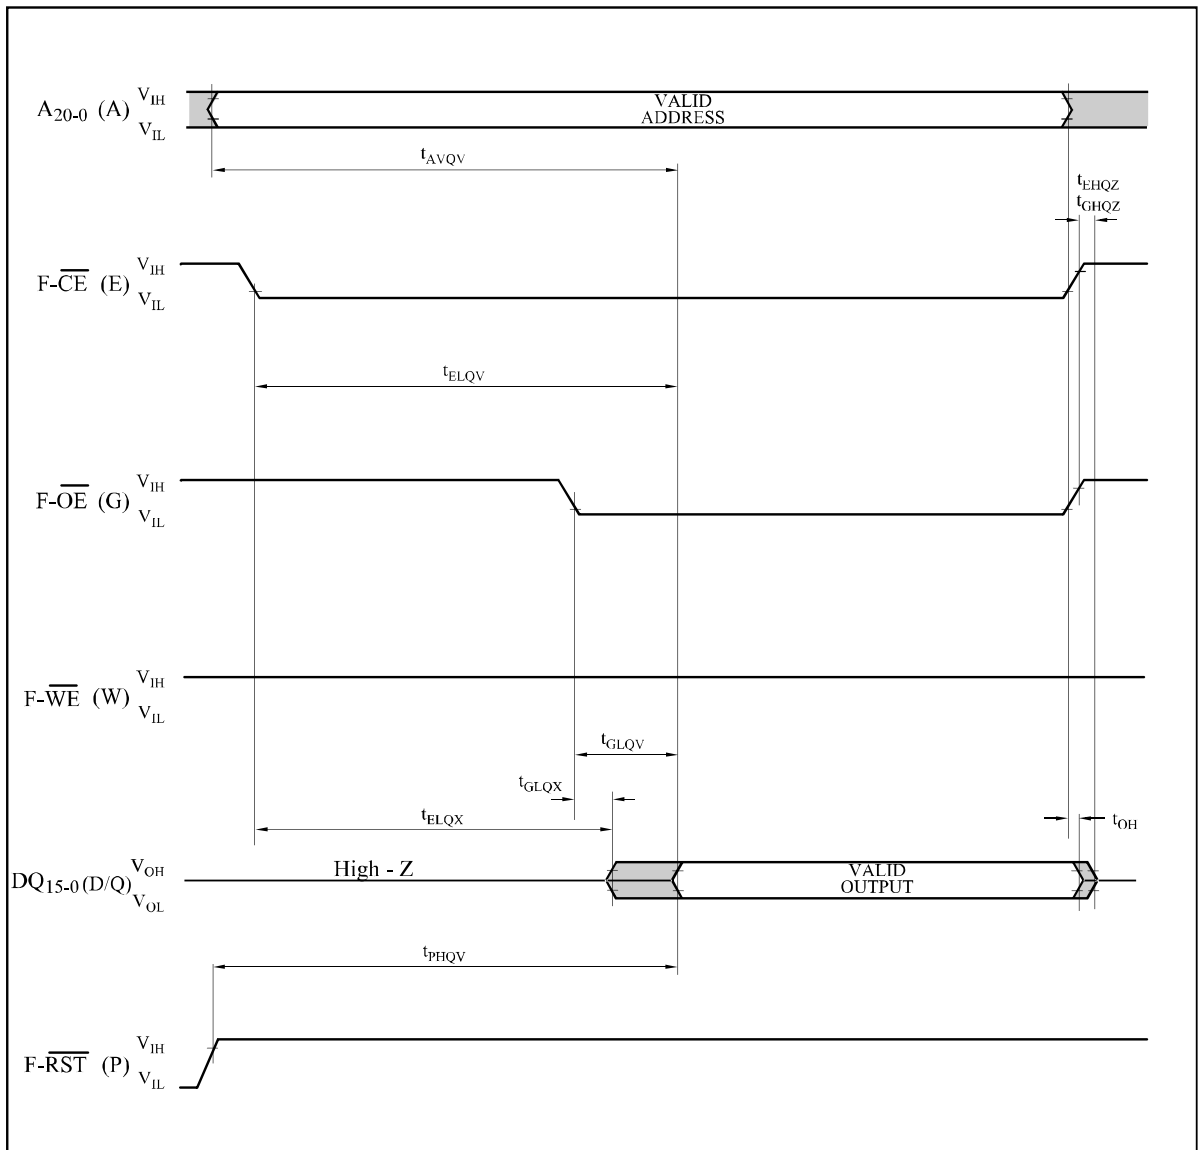 A20-0 (A)
VIH
VIL
VALID
ADDRESS
tAVQV
tEHQZ
tGHQZ
F-CE (E)
VIH
VIL
tELQV
F-OE (G)
VIH
VIL
F-WE (W)
VIH
VIL
tGLQV
tGLQX
tELQX
tOH
DQ15-0 (D/Q)
VOH
VOL
High - Z
VALID
OUTPUT
tPHQV
F-RST (P)
VIH
VIL